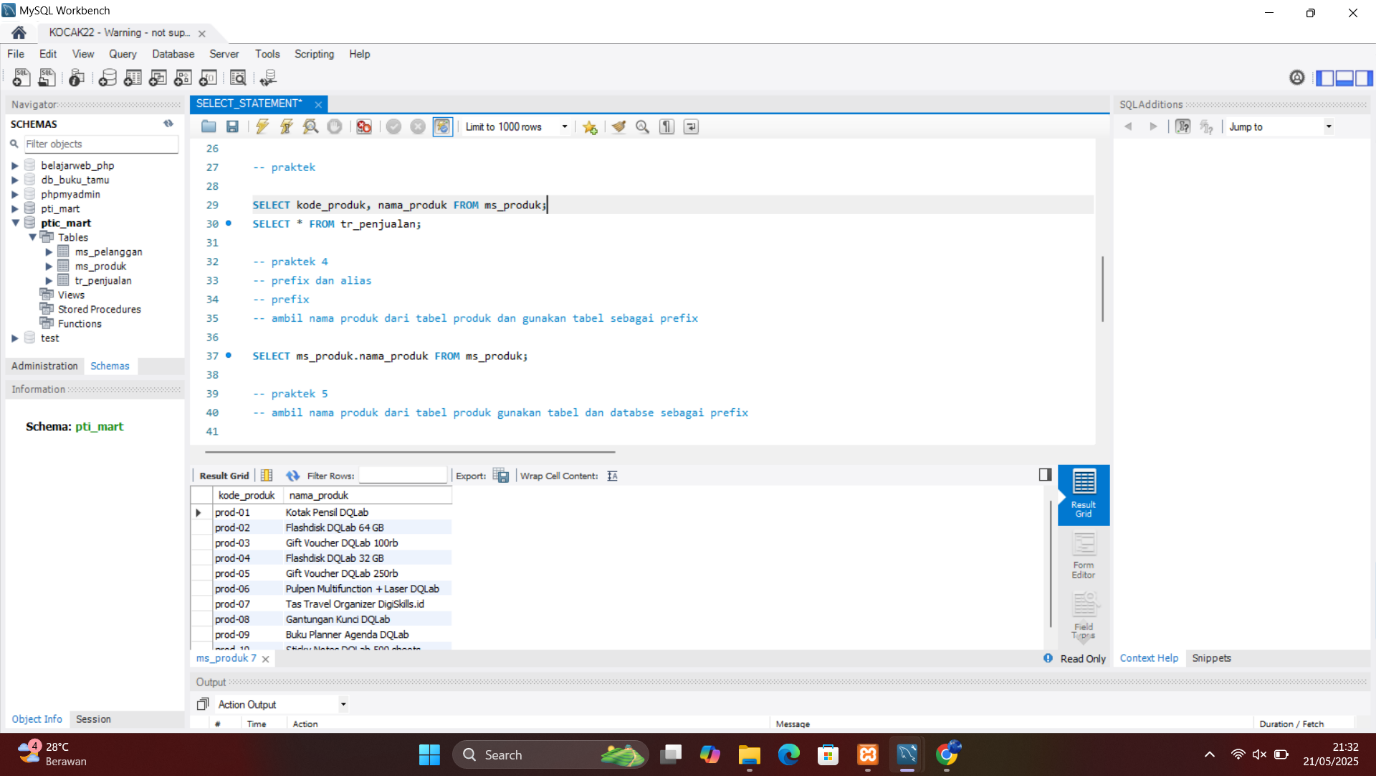 MySQL Workbench
KOCAK22 - Warning - not sup...
File Edit View Query Database Server Tools Scripting Help
Navigator
SCHEMAS
Filter objects
belajarweb_php
db_buku_tamu
phpmyadmin
pti_mart
ptic_mart
Tables
ms_pelanggan
ms_produk
tr_penjualan
Views
Stored Procedures
Functions
test
Administration Schemas
Information
Schema: pti_mart
Object Info Session
SELECT_STATEMENT*
Limit to 1000 rows
26
27 -- praktek
28
29 SELECT kode_produk, nama_produk FROM ms_produk;
30 SELECT * FROM tr_penjualan;
31
32 -- praktek 4
33 -- prefix dan alias
34 -- prefix
35 -- ambil nama produk dari tabel produk dan gunakan tabel sebagai prefix
36
37 SELECT ms_produk.nama_produk FROM ms_produk;
38
39 -- praktek 5
40 -- ambil nama produk dari tabel produk gunakan tabel dan databse sebagai prefix
41
Result Grid Filter Rows: Export: Wrap Cell Content:
kode_produk nama_produk
prod-01 Kotak Pensil DQLab
prod-02 Flashdisk DQLab 64 GB
prod-03 Gift Voucher DQLab 100rb
prod-04 Flashdisk DQLab 32 GB
prod-05 Gift Voucher DQLab 250rb
prod-06 Pulpen Multifunction + Laser DQLab
prod-07 Tas Travel Organizer DigiSkills.id
prod-08 Gantungan Kunci DQLab
prod-09 Buku Planner Agenda DQLab
prod-10 Sticky Notes DQLab 500 sheets
Result
Grid
Form
Editor
Field
Types
ms_produk 7
Read Only
Output
Action Output
# Time Action Message Duration / Fetch
SQLAdditions
Jump to
Context Help Snippets
4
28°C
Berawan
Search
21:32
21/05/2025